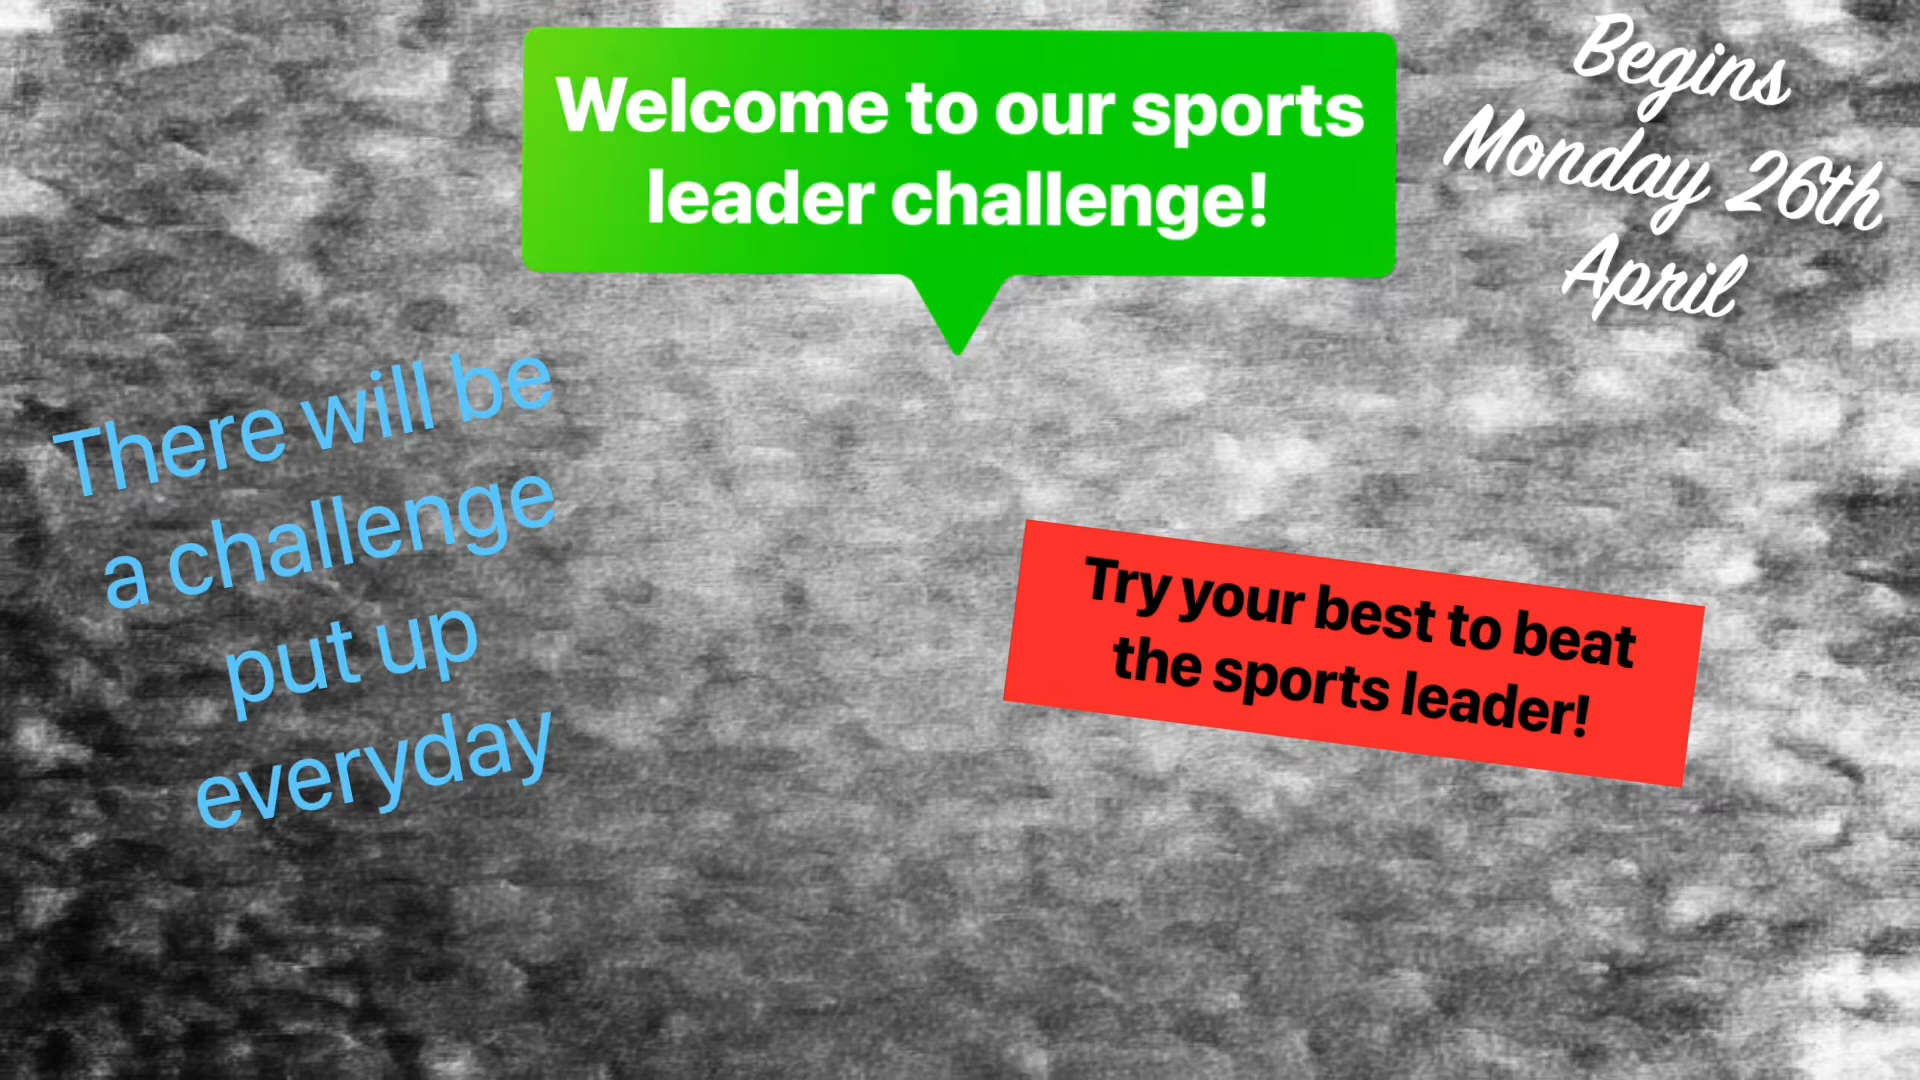 Welcome to our sports
leader challenge!
Begins
Monday 26th
April
There will be
a challenge
put up
everyday
Try your best to beat
the sports leader!